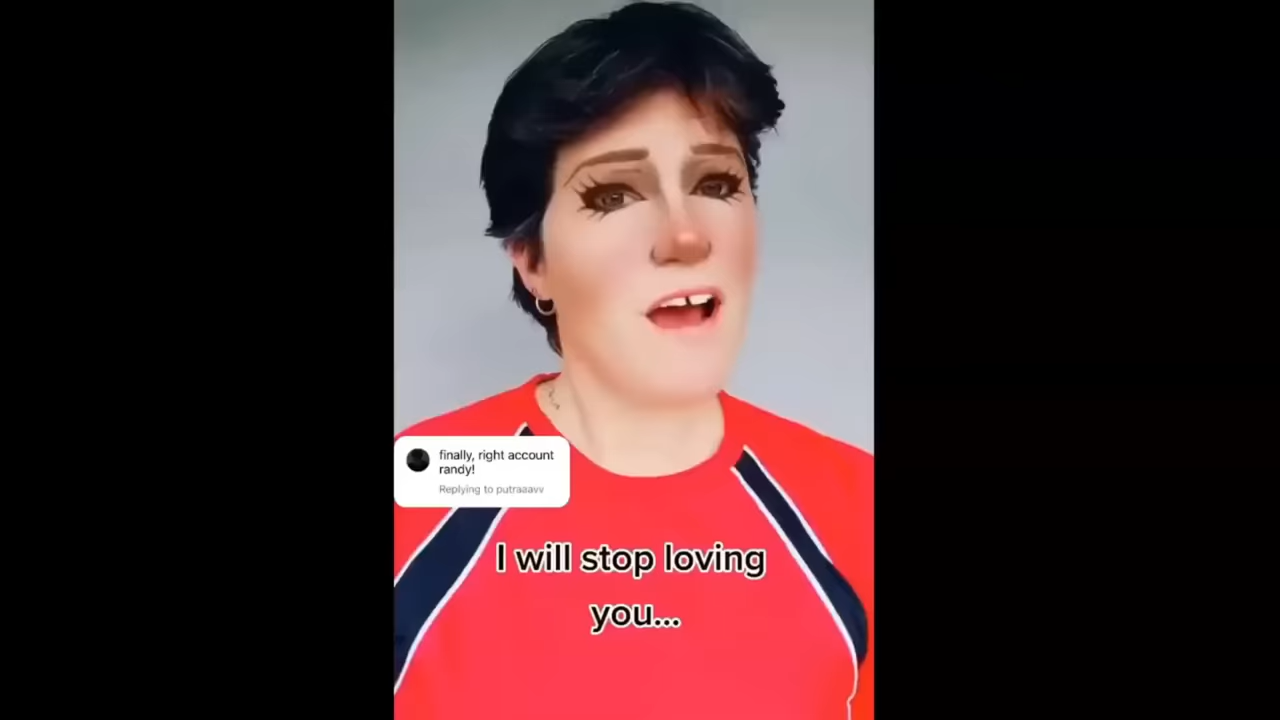 finally, right account
randy!
Replying to putraaavv
I will stop loving
you...